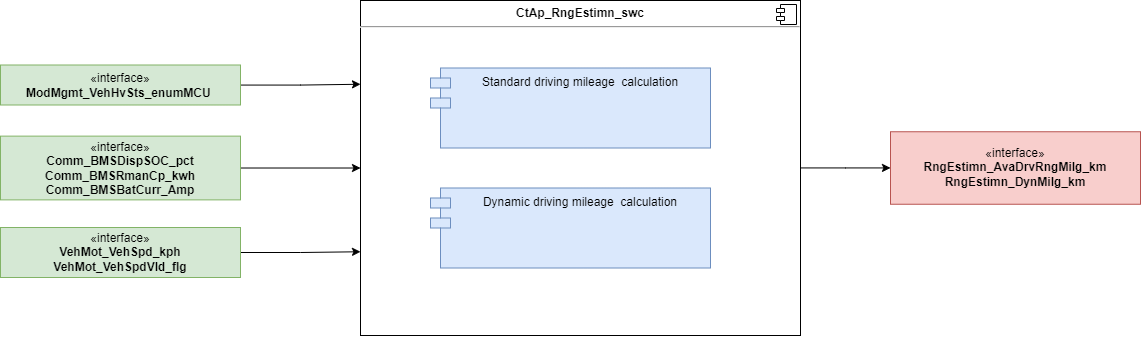 CtAp_RngEstimn_swc
«interface»
ModMgmt_VehHvSts_enumMCU
«interface»
Comm_BMSDispSOC_pct
Comm_BMSRmanCp_kwh
Comm_BMSBatCurr_Amp
«interface»
VehMot_VehSpd_kph
VehMot_VehSpdVld_flg
Standard driving mileage calculation
Dynamic driving mileage calculation
«interface»
RngEstimn_AvaDrvRngMilg_km
RngEstimn_DynMilg_km